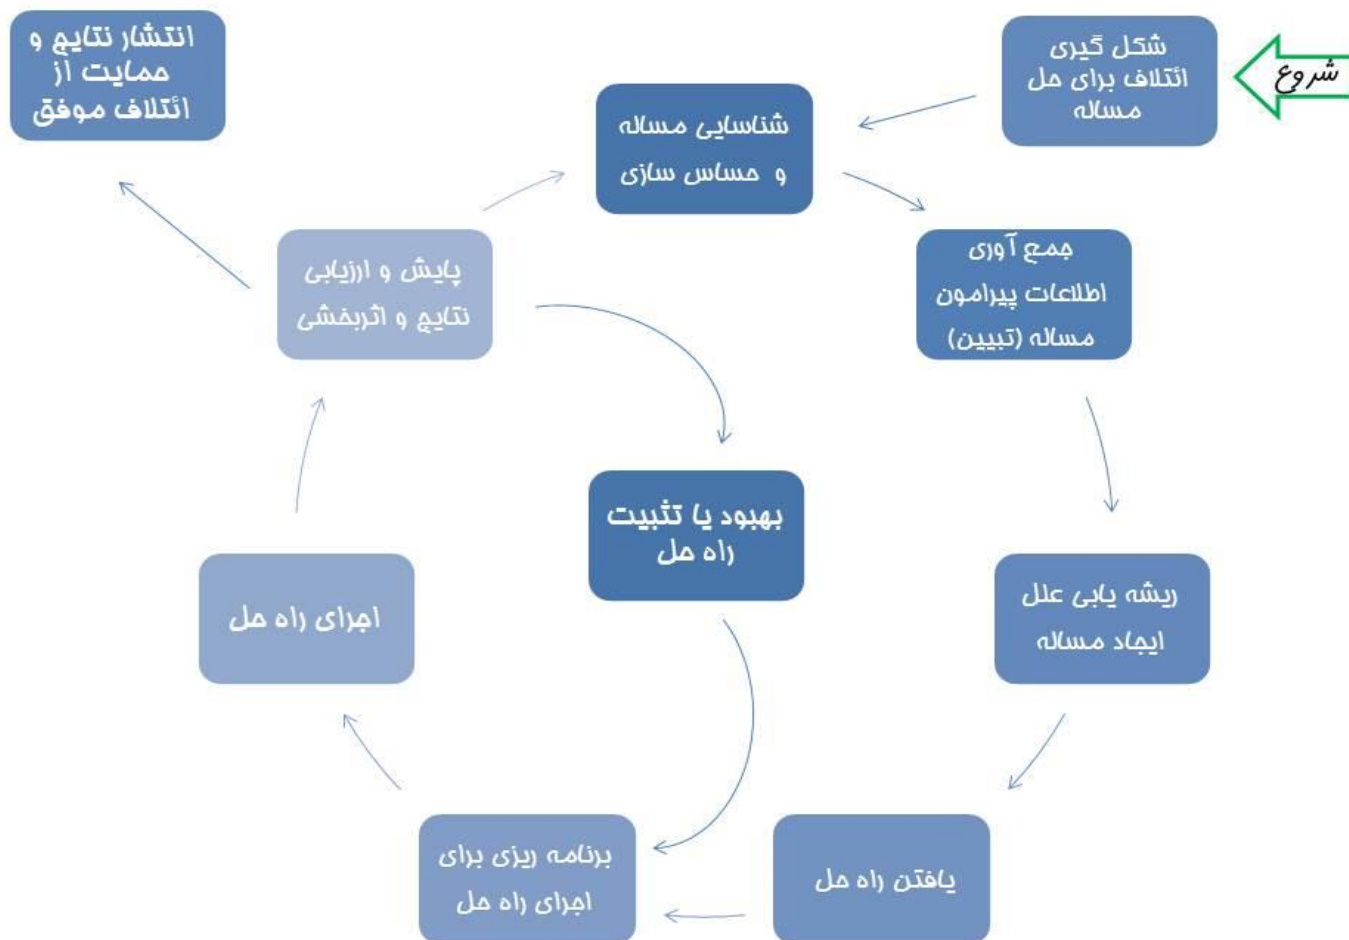 شروع
شکل گیری
ائتلاف برای حل
مساله
شناسایی مساله
و حساس سازی
جمع آوری
اطلاعات پیرامون
مساله (تبیین)
ریشه یابی علل
ایجاد مساله
یافتن راه حل
برنامه ریزی برای
اجرای راه حل
اجرای راه حل
پایش و ارزیابی
نتایج و اثربخشی
بهبود یا تثبیت
راه حل
انتشار نتایج و
حمایت از
ائتلاف موفق